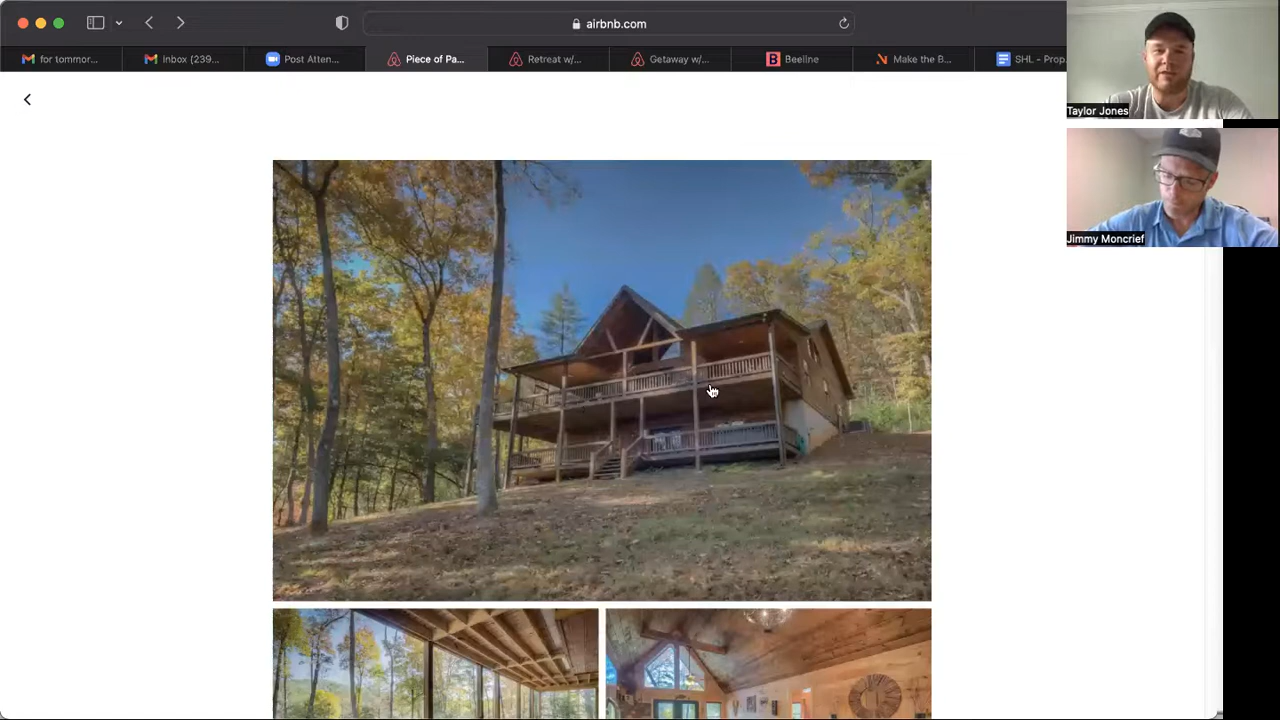 airbnb.com
for tommor...
Inbox (239...
Post Atten...
Piece of Pa...
Retreat w/...
Getaway w/...
B Beeline
Make the B...
SHL - Prop
Taylor Jones
Jimmy Moncrief